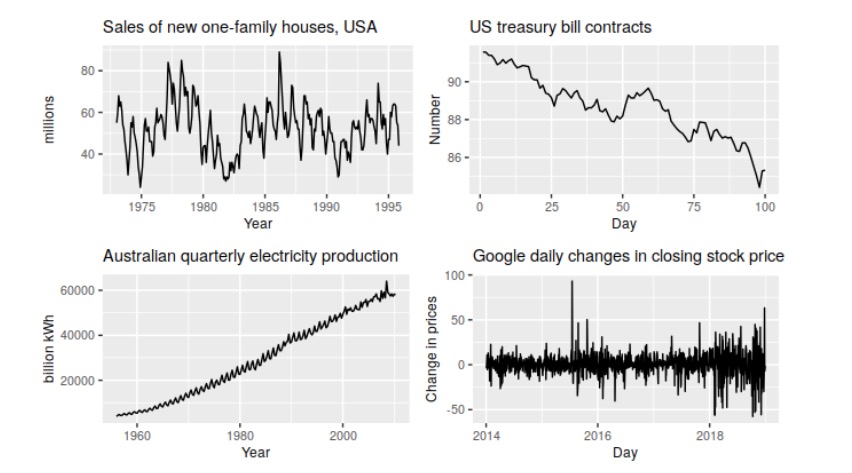 Sales of new one-family houses, USA
millions
80
60
40
1975 1980 1985 1990 1995
Year
US treasury bill contracts
Number
90
88
86
0 25 50 75 100
Day
Australian quarterly electricity production
billion kWh
60000
40000
20000
1960 1980 2000
Year
Google daily changes in closing stock price
Change in prices
100
50
0
-50
2014 2016 2018
Day